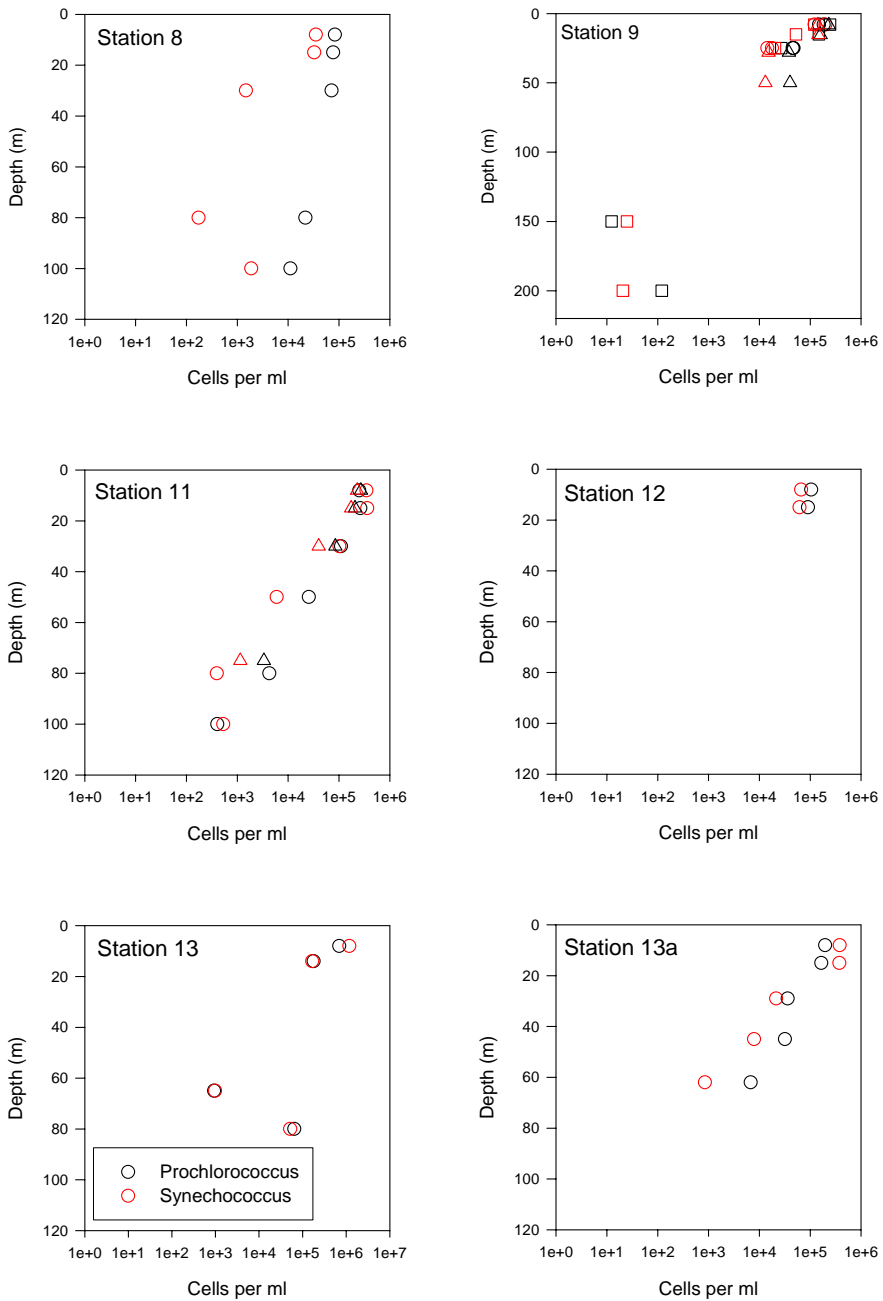 Station 8
Depth (m)
0
20
40
60
80
100
120
1e+0 1e+1 1e+2 1e+3 1e+4 1e+5 1e+6
Cells per ml
Station 9
Depth (m)
0
50
100
200
150
200
1e+0 1e+1 1e+2 1e+3 1e+4 1e+5 1e+6
Cells per ml
Station 11
Depth (m)
0
20
40
60
80
100
120
1e+0 1e+1 1e+2 1e+3 1e+4 1e+5 1e+6
Cells per ml
Station 12
Depth (m)
0
20
40
60
80
100
120
1e+0 1e+1 1e+2 1e+3 1e+4 1e+5 1e+6
Cells per ml
Station 13
Depth (m)
0
20
40
60
80
100
120
Prochlorococcus
Synechococcus
1e+0 1e+1 1e+2 1e+3 1e+4 1e+5 1e+6 1e+7
Cells per ml
Station 13a
Depth (m)
0
20
40
60
80
100
120
1e+0 1e+1 1e+2 1e+3 1e+4 1e+5 1e+6
Cells per ml